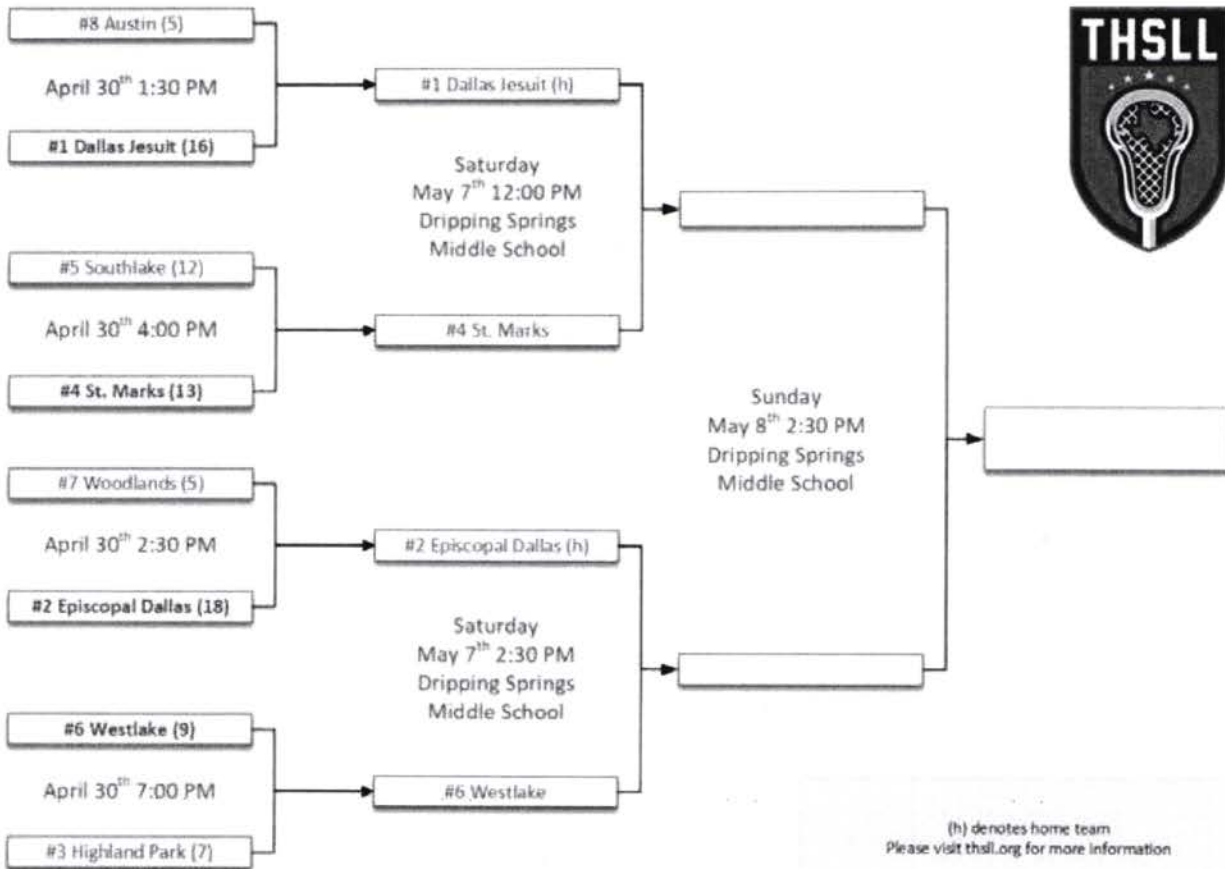 #8 Austin (5)
April 30th 1:30 PM
#1 Dallas Jesuit (16)
#5 Southlake (12)
April 30th 4:00 PM
#4 St. Marks (13)
#7 Woodlands (5)
April 30th 2:30 PM
#2 Episcopal Dallas (18)
#6 Westlake (9)
April 30th 7:00 PM
#3 Highland Park (7)
#1 Dallas Jesuit (h)
Saturday
May 7th 12:00 PM
Dripping Springs
Middle School
#4 St. Marks
#2 Episcopal Dallas (h)
Saturday
May 7th 2:30 PM
Dripping Springs
Middle School
#6 Westlake
Sunday
May 8th 2:30 PM
Dripping Springs
Middle School
THSLL
(h) denotes home team
Please visit thsll.org for more information